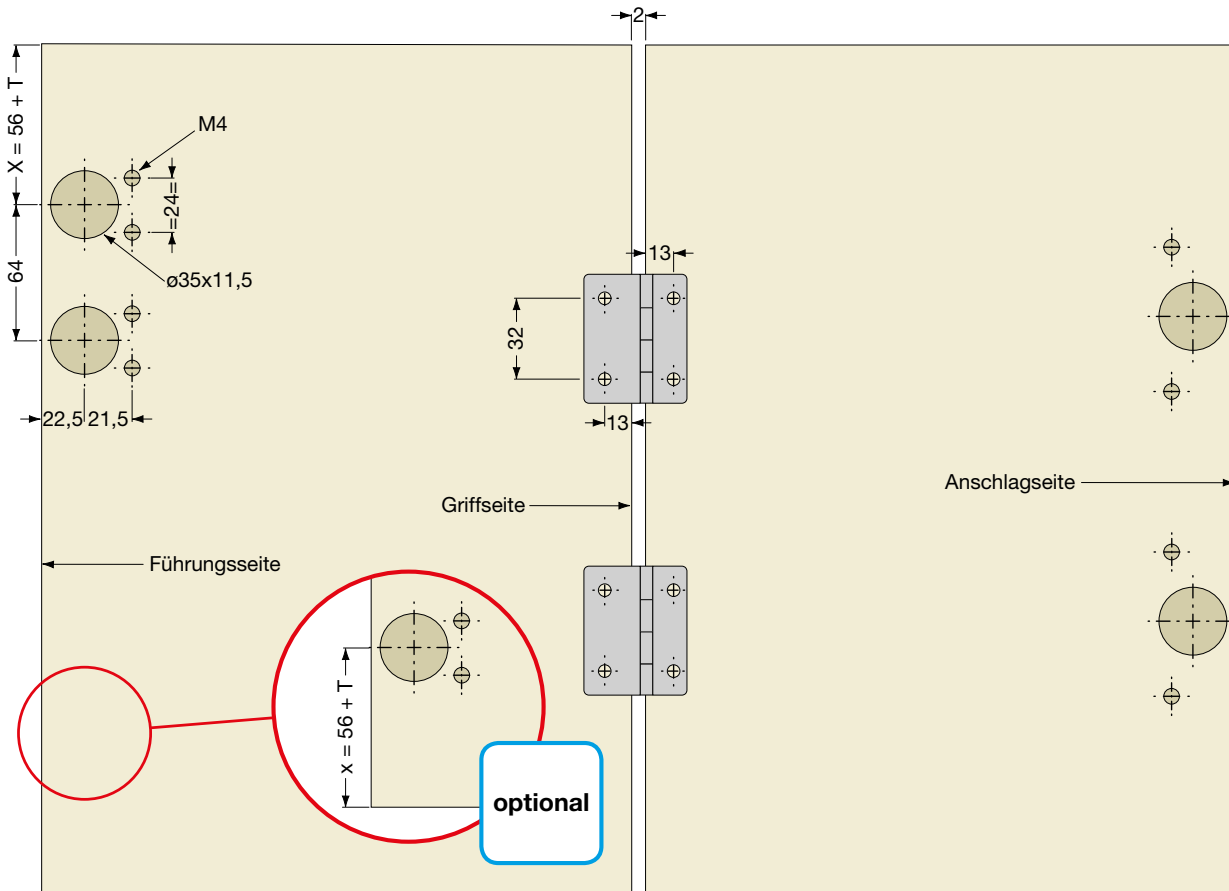 2
X = 56 + T
M4
=24=
64
ø35x11,5
13
32
22,5
21,5
13
Anschlagseite
Griffseite
Führungsseite
x = 56 + T
optional